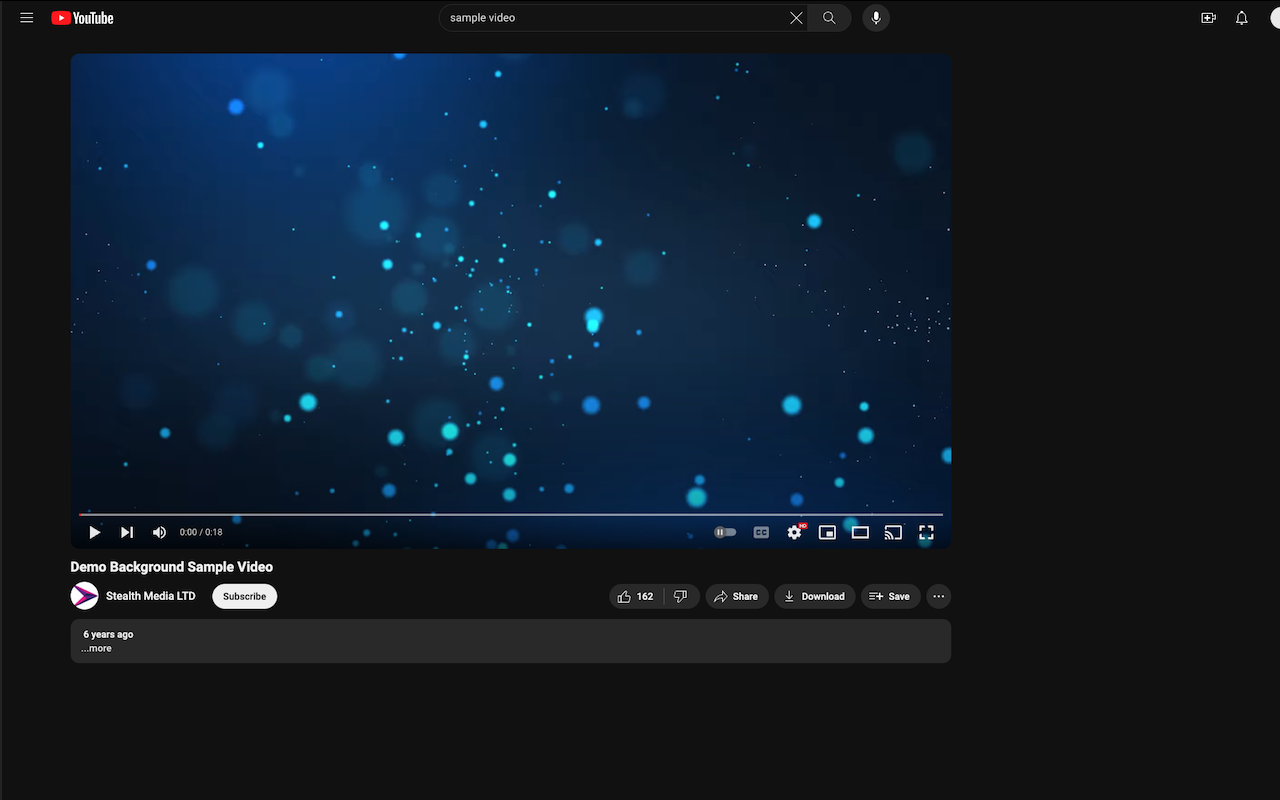 YouTube
sample video
0:00 / 0:18
CC
HD
Demo Background Sample Video
Stealth Media LTD
Subscribe
162
Share
Download
Save
6 years ago
...more